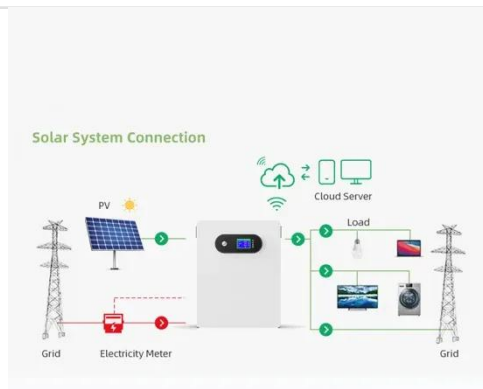 Solar System Connection
Cloud Server
PV
Load
Grid
Electricity Meter
Grid